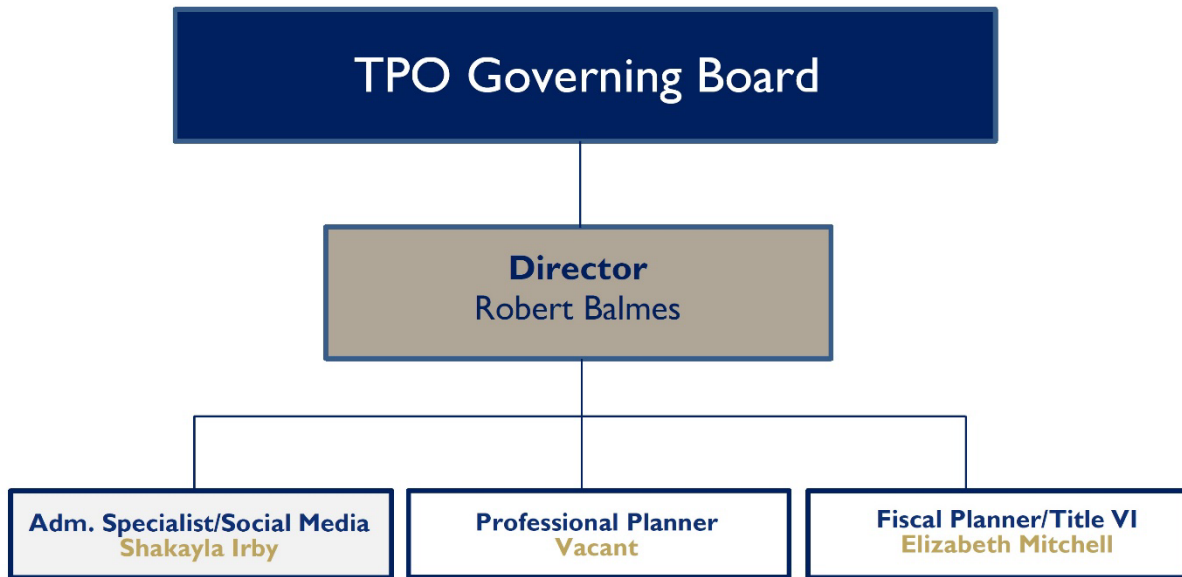 TPO Governing Board
Director
Robert Balmes
Adm. Specialist/Social Media
Shakayla Irby
Professional Planner
Vacant
Fiscal Planner/Title VI
Elizabeth Mitchell